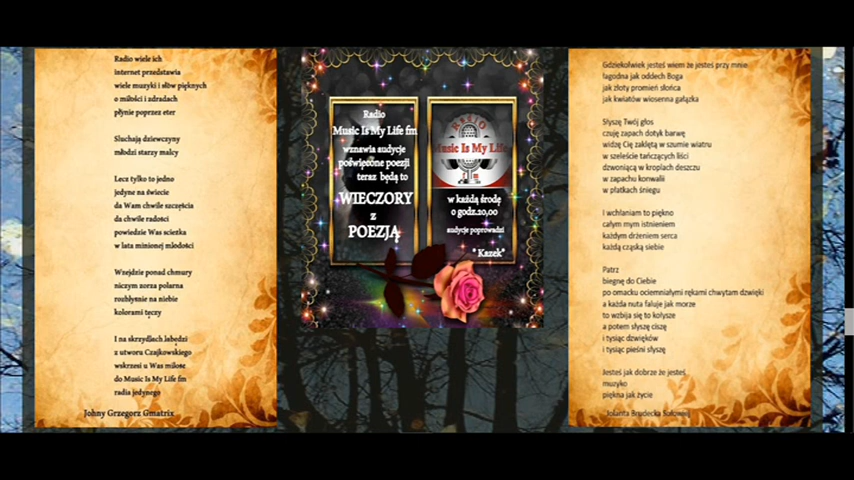 Radio wiele ich
internet przedstawia
wiele muzyki i słów pięknych
o miłości i zdradach
płynie poprzez eter
Słuchają dziewczyny
młodzi starzy malcy
Lecz tylko to jedno
jedyne na świecie
da Wam chwile szczęścia
da chwile radości
powiedzie Was ścieżka
w lata minionej młodości
Wzejdzie ponad chmury
niczym zorza polarna
rozbłyśnie na niebie
kolorami tęczy
I na skrzydłach łabędzi
z utworu Czajkowskiego
wskrzesi u Was miłość
do Music Is My Life fm
radia jedynego
Johny Grzegorz Gmatrix
Radio
Music Is My Life fm
wznawia audycje
poświęcone poezji
teraz będą to
WIECZORY
z
POEZJĄ
RADIO
Music Is My Life
fm
w każdą środę
o godz.20,00
audycje poprowadzi
" Kazek"
Gdziekolwiek jesteś wiem że jesteś przy mnie
łagodna jak oddech Boga
jak złoty promień słońca
jak kwiatów wiosenna gałązka
Słyszę Twój głos
czuję zapach dotyk barwę
widzę Cię zaklętą w szumie wiatru
w szeleście tańczących liści
dzwoniącą w kroplach deszczu
w zapachu konwalii
w płatkach śniegu
I wchłaniam to piękno
całym mym istnieniem
każdym drżeniem serca
każdą cząską siebie
Patrz
biegnę do Ciebie
po omacku ociemniałymi rękami chwytam dzwięki
a każda nuta faluje jak morze
to wzbija się to kołysze
a potem słyszę ciszę
i tysiąc dzwięków
i tysiąc pieśni słyszę
Jesteś jak dobrze że jesteś
muzyko
piękna jak życie
Jolanta Brudecka